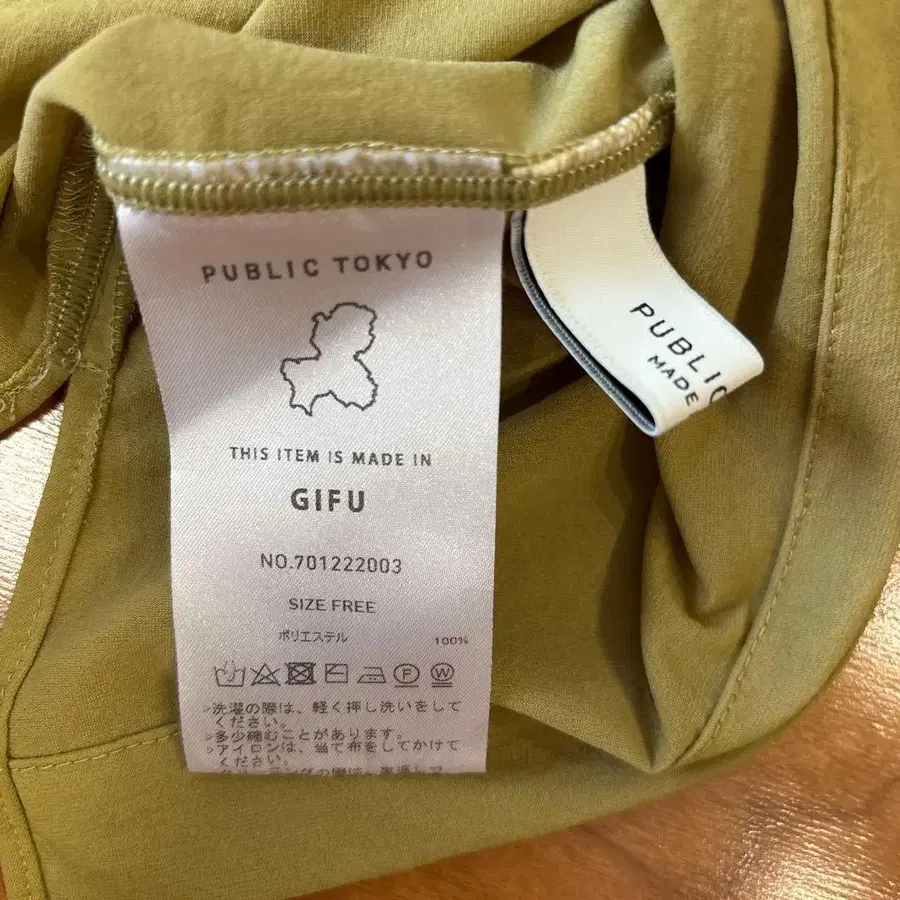 PUBLIC TOKYO
THIS ITEM IS MADE IN
GIFU
NO.701222003
SIZE FREE
ポリエステル 100%
F W
>洗濯の際は、軽く押し洗いをして
ください。
>多少縮むことがあります。
>アイロンは、当て布をしてかけて
ください。
PUBLIC
MADE